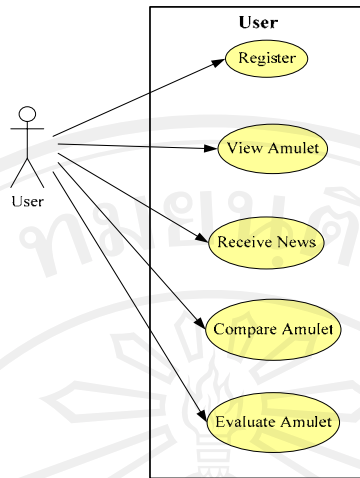 User
Register
View Amulet
User
Receive News
Compare Amulet
Evaluate Amulet